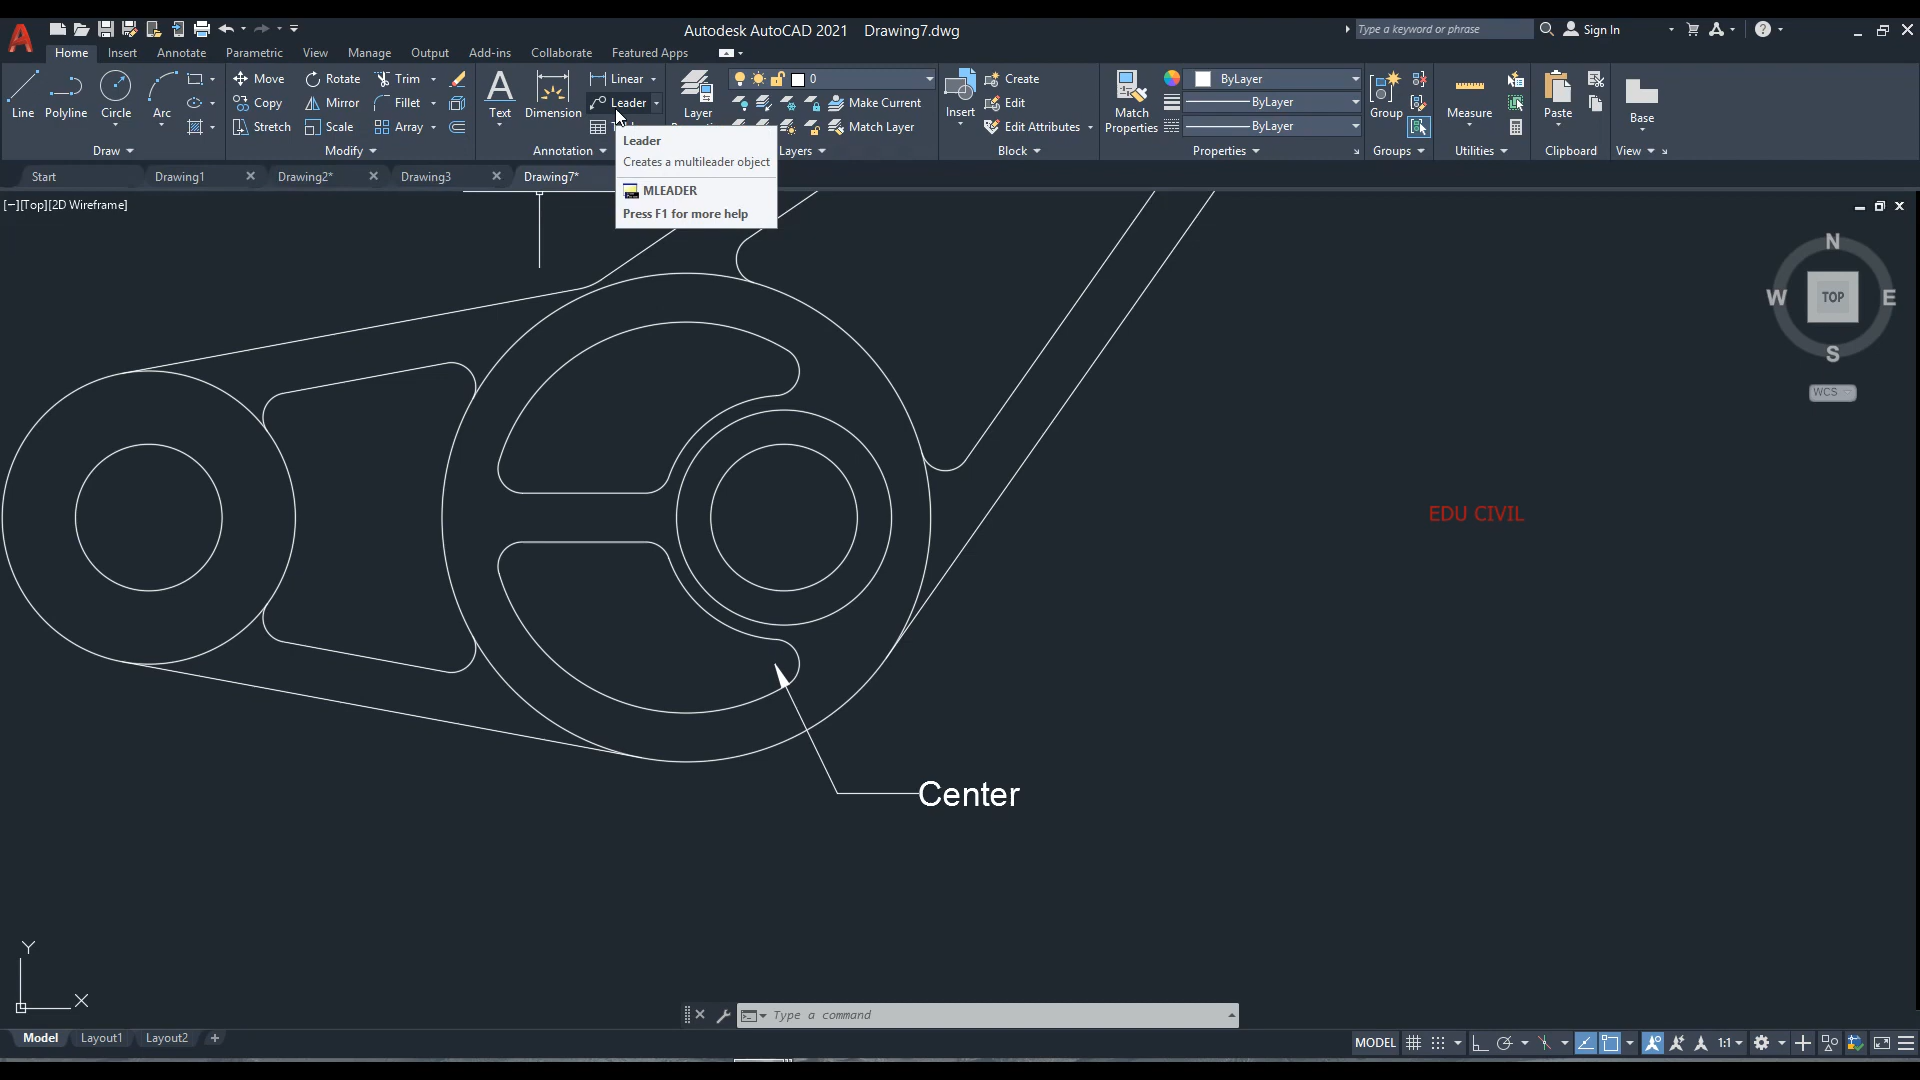 Autodesk AutoCAD 2021 Drawing7.dwg
Type a keyword or phrase
Sign In
Home Insert Annotate Parametric View Manage Output Add-ins Collaborate Featured Apps
Line Polyline Circle Arc
Move Rotate Trim
Copy Mirror Fillet
Stretch Scale Array
Text Dimension
Linear
Leader
Layer
0
Make Current
Match Layer
Insert
Create
Edit
Edit Attributes
Match
Properties
ByLayer
ByLayer
ByLayer
Group
Measure
Paste
Base
Draw Modify Annotation Layers Block Properties Groups Utilities Clipboard View
Start Drawing1 Drawing2* Drawing3 Drawing7*
Leader
Creates a multileader object
MLEADER
Press F1 for more help
[−][Top][2D Wireframe]
N
W TOP E
S
WCS
EDU CIVIL
Center
Y
X
Type a command
Model Layout1 Layout2 +
MODEL 1:1